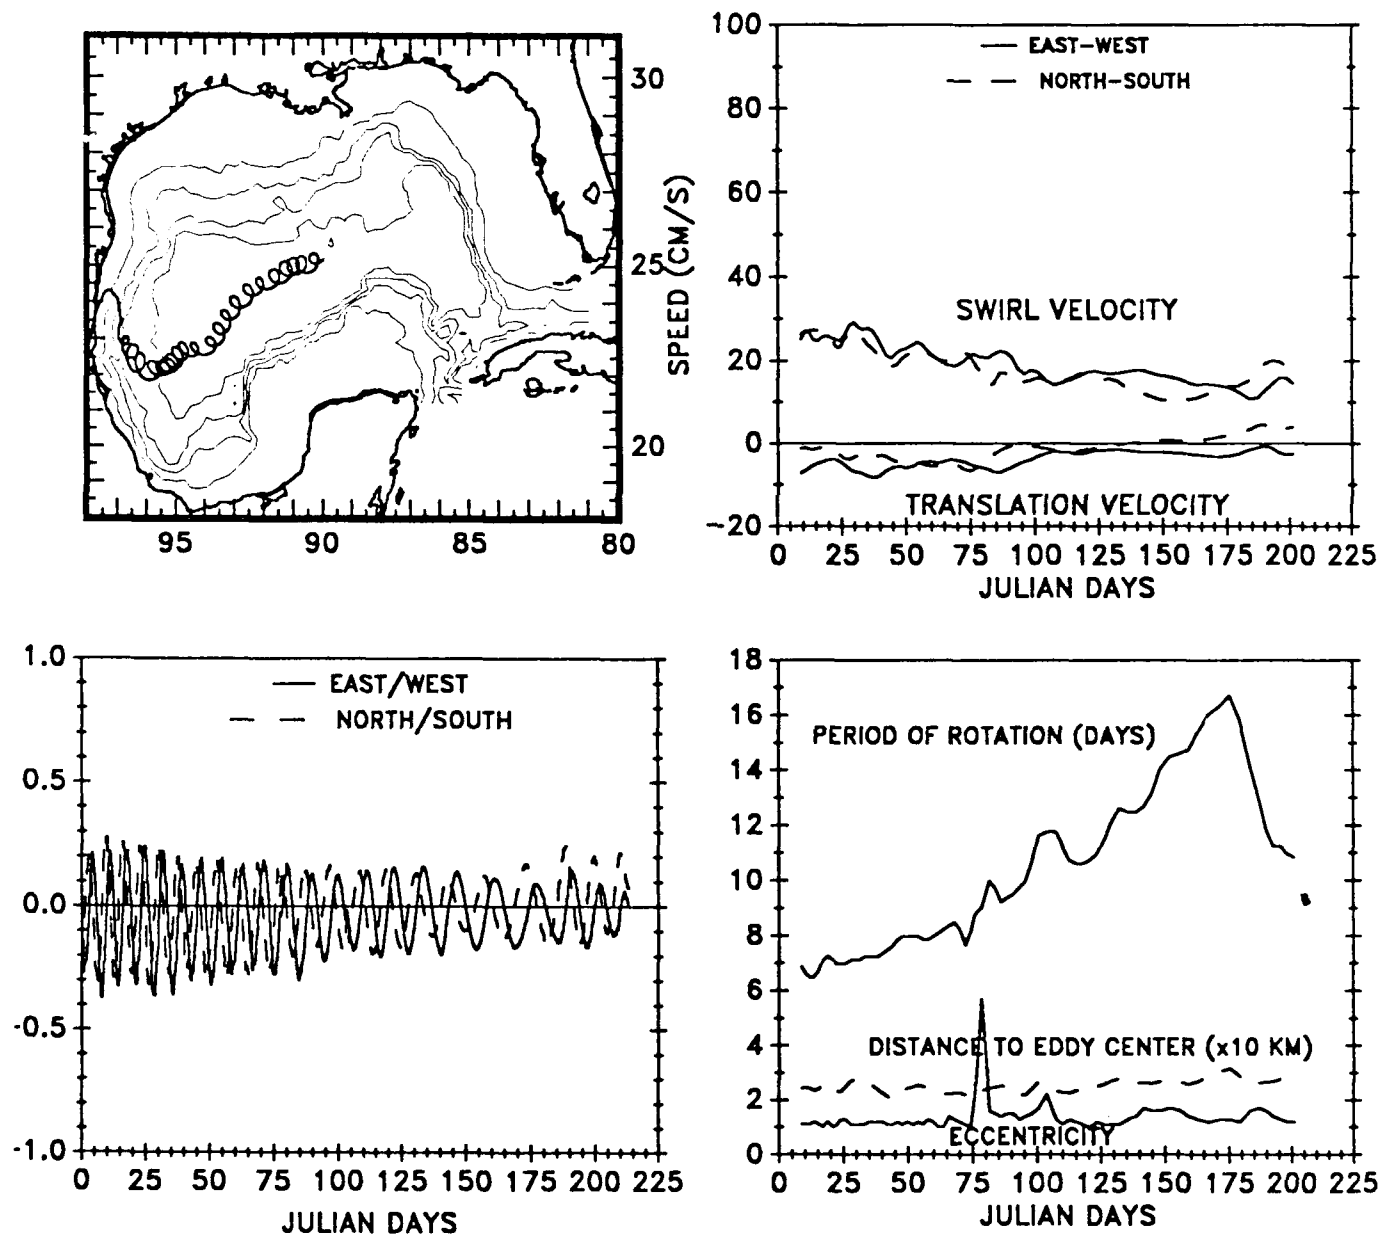 30
25
20
95 90 85 80
SPEED (CM/S)
100
80
60
40
20
0
-20
EAST-WEST
NORTH-SOUTH
SWIRL VELOCITY
TRANSLATION VELOCITY
0 25 50 75 100 125 150 175 200 225
JULIAN DAYS
1.0
0.5
0.0
-0.5
-1.0
EAST/WEST
NORTH/SOUTH
0 25 50 75 100 125 150 175 200 225
JULIAN DAYS
18
16
14
12
10
8
6
4
2
0
PERIOD OF ROTATION (DAYS)
DISTANCE TO EDDY CENTER (x10 KM)
ECCENTRICITY
0 25 50 75 100 125 150 175 200 225
JULIAN DAYS